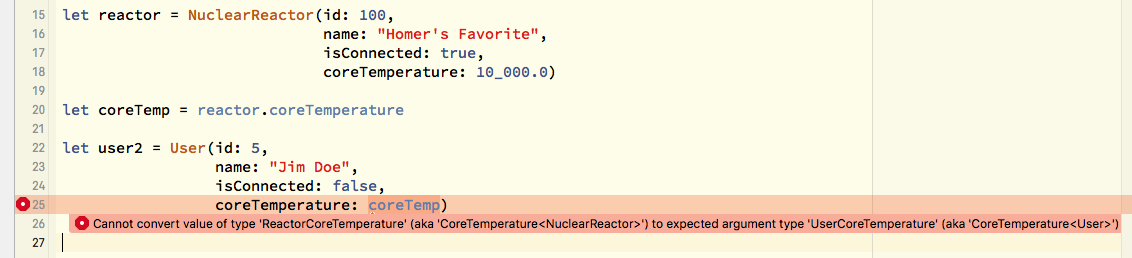 15 let reactor = NuclearReactor(id: 100,
16 name: "Homer's Favorite",
17 isConnected: true,
18 coreTemperature: 10_000.0)
19
20 let coreTemp = reactor.coreTemperature
21
22 let user2 = User(id: 5,
23 name: "Jim Doe",
24 isConnected: false,
25 coreTemperature: coreTemp)
26 Cannot convert value of type 'ReactorCoreTemperature' (aka 'CoreTemperature<NuclearReactor>') to expected argument type 'UserCoreTemperature' (aka 'CoreTemperature<User>')
27